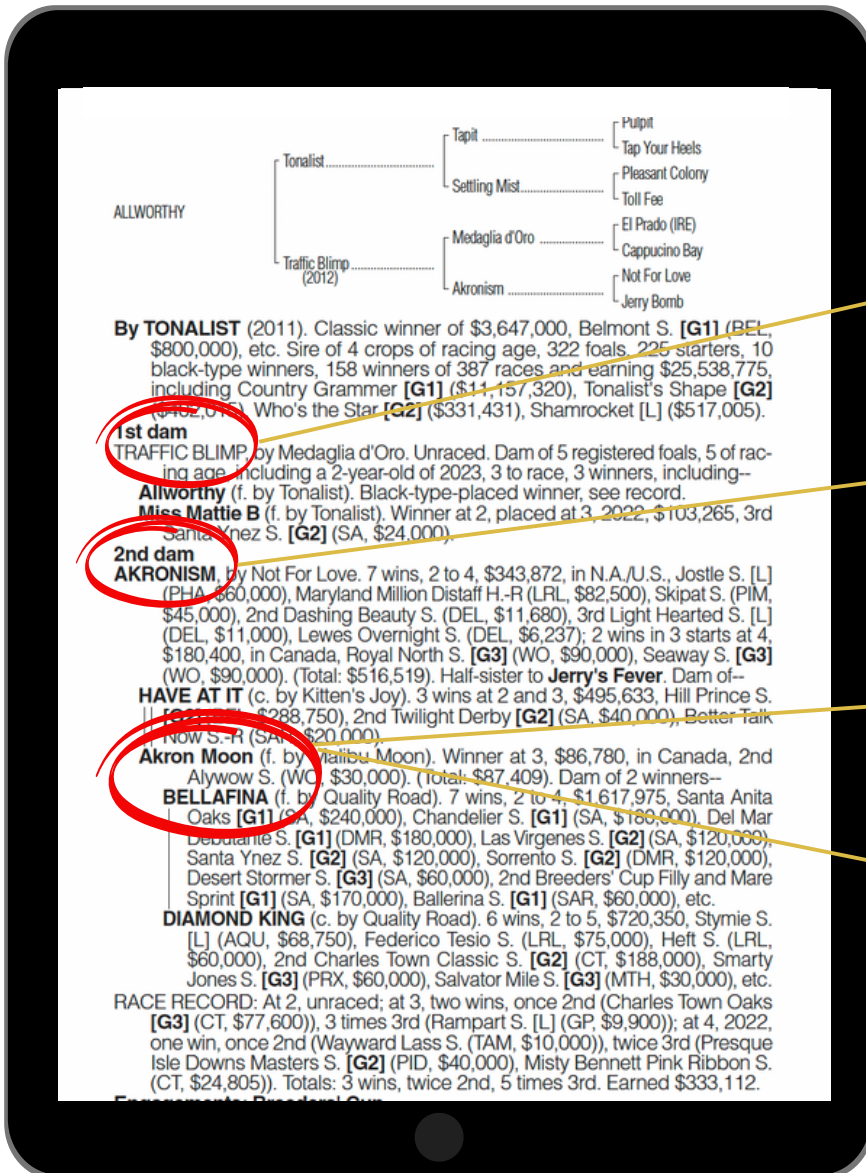 Pulpit
Tapit
Tap Your Heels
Tonalist
Pleasant Colony
Settling Mist
Toll Fee
ALLWORTHY
El Prado (IRE)
Medaglia d'Oro
Cappucino Bay
Traffic Blimp
(2012)
Not For Love
Akronism
Jerry Bomb
By TONALIST (2011). Classic winner of $3,647,000, Belmont S. [G1] (BEL,
$800,000), etc. Sire of 4 crops of racing age, 322 foals, 225 starters, 10
black-type winners, 158 winners of 387 races and earning $25,538,775,
including Country Grammer [G1] ($11,157,320), Tonalist's Shape [G2]
Who's the Star [G2] ($331,431), Shamrocket [L] ($517,005).
1st dam
TRAFFIC BLIMP, by Medaglia d'Oro. Unraced. Dam of 5 registered foals, 5 of rac-
ing age, including a 2-year-old of 2023, 3 to race, 3 winners, including--
Allworthy (f. by Tonalist). Black-type-placed winner, see record.
Miss Mattie B (f. by Tonalist). Winner at 2, placed at 3, 2022, $103,265, 3rd
Santa Ynez S. [G2] (SA, $24,000).
2nd dam
AKRONISM, by Not For Love. 7 wins, 2 to 4, $343,872, in N.A./U.S., Jostle S. [L]
(PHA, $60,000), Maryland Million Distaff H.-R (LRL, $82,500), Skipat S. (PIM,
$45,000), 2nd Dashing Beauty S. (DEL, $11,680), 3rd Light Hearted S. [L]
(DEL, $11,000), Lewes Overnight S. (DEL, $6,237); 2 wins in 3 starts at 4,
$180,400, in Canada, Royal North S. [G3] (WO, $90,000), Seaway S. [G3]
(WO, $90,000). (Total: $516,519). Half-sister to Jerry's Fever. Dam of--
HAVE AT IT (c. by Kitten's Joy). 3 wins at 2 and 3, $495,633, Hill Prince S.
[G2] $288,750), 2nd Twilight Derby [G2] (SA, $40,000), Better Talk
Now S.-R (SAR, $20,000).
Akron Moon (f. by Malibu Moon). Winner at 3, $86,780, in Canada, 2nd
Alywow S. (WO, $30,000). (Total: $87,409). Dam of 2 winners--
BELLAFINA (f. by Quality Road). 7 wins, 2 to 4, $1,617,975, Santa Anita
Oaks [G1] (SA, $240,000), Chandelier S. [G1] (SA, $180,000), Del Mar
Debutante S. [G1] (DMR, $180,000), Las Virgenes S. [G2] (SA, $120,000),
Santa Ynez S. [G2] (SA, $120,000), Sorrento S. [G2] (DMR, $120,000),
Desert Stormer S. [G3] (SA, $60,000), 2nd Breeders' Cup Filly and Mare
Sprint [G1] (SA, $170,000), Ballerina S. [G1] (SAR, $60,000), etc.
DIAMOND KING (c. by Quality Road). 6 wins, 2 to 5, $720,350, Stymie S.
[L] (AQU, $68,750), Federico Tesio S. (LRL, $75,000), Heft S. (LRL,
$60,000), 2nd Charles Town Classic S. [G2] (CT, $188,000), Smarty
Jones S. [G3] (PRX, $60,000), Salvator Mile S. [G3] (MTH, $30,000), etc.
RACE RECORD: At 2, unraced; at 3, two wins, once 2nd (Charles Town Oaks
[G3] (CT, $77,600)), 3 times 3rd (Rampart S. [L] (GP, $9,900)); at 4, 2022,
one win, once 2nd (Wayward Lass S. (TAM, $10,000)), twice 3rd (Presque
Isle Downs Masters S. [G2] (PID, $40,000), Misty Bennett Pink Ribbon S.
(CT, $24,805)). Totals: 3 wins, twice 2nd, 5 times 3rd. Earned $333,112.
Engagements: Breeders' Cup